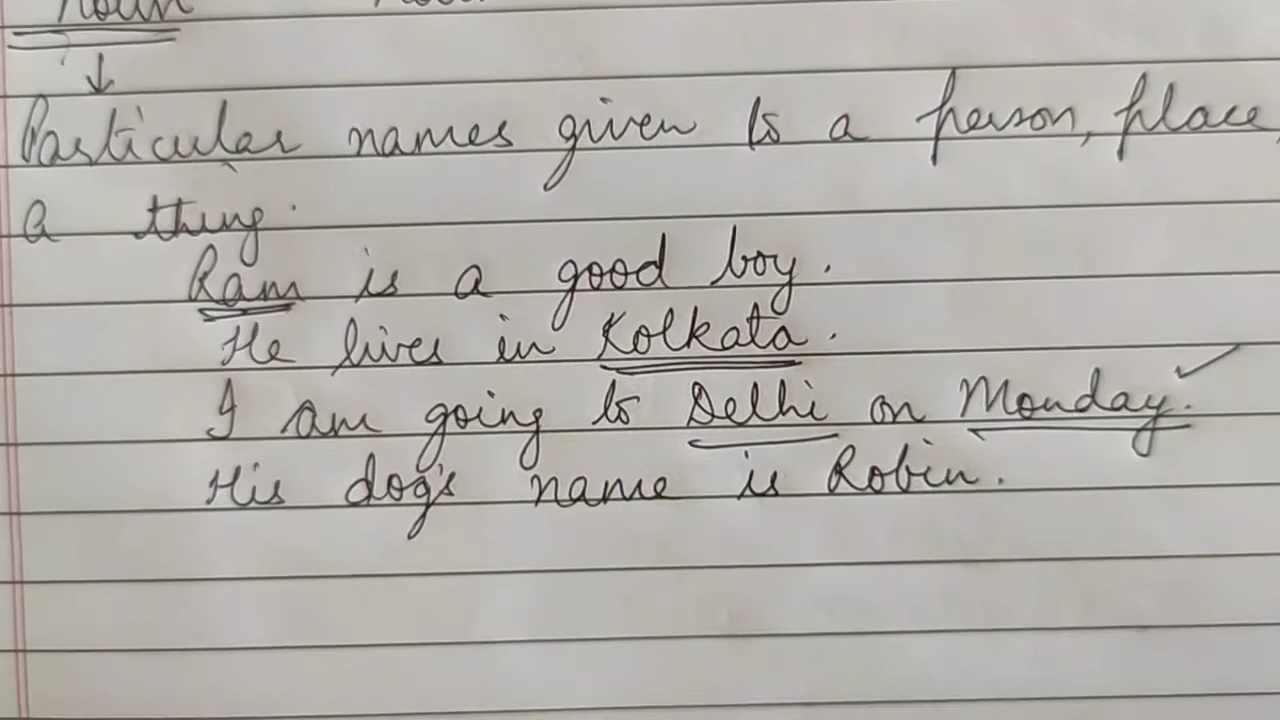 noun
Particular names given to a person, place,
a thing.
Ram is a good boy.
He lives in Kolkata.
I am going to Delhi on Monday.
His dog's name is Robin.